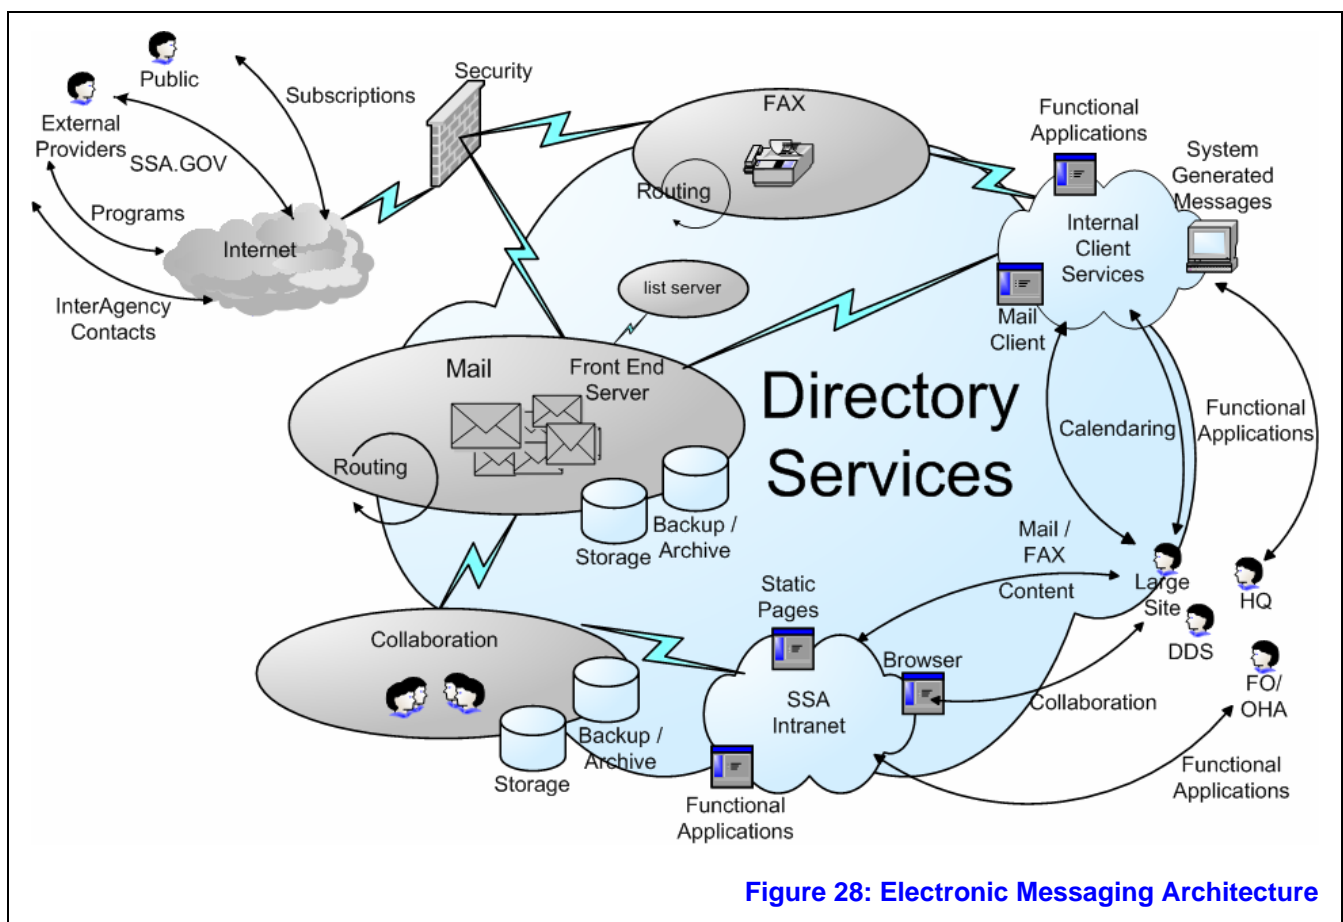 Public
External
Providers
Subscriptions
SSA.GOV
Programs
Internet
InterAgency
Contacts
Security
FAX
Routing
Functional
Applications
System
Generated
Messages
Internal
Client
Services
Mail
Client
list server
Mail
Front End
Server
Routing
Storage
Backup /
Archive
Directory
Services
Calendaring
Functional
Applications
Mail /
FAX
Content
Large
Site
HQ
DDS
FO/
OHA
Collaboration
Storage
Backup /
Archive
Static
Pages
Browser
SSA
Intranet
Functional
Applications
Collaboration
Functional
Applications
Figure 28: Electronic Messaging Architecture